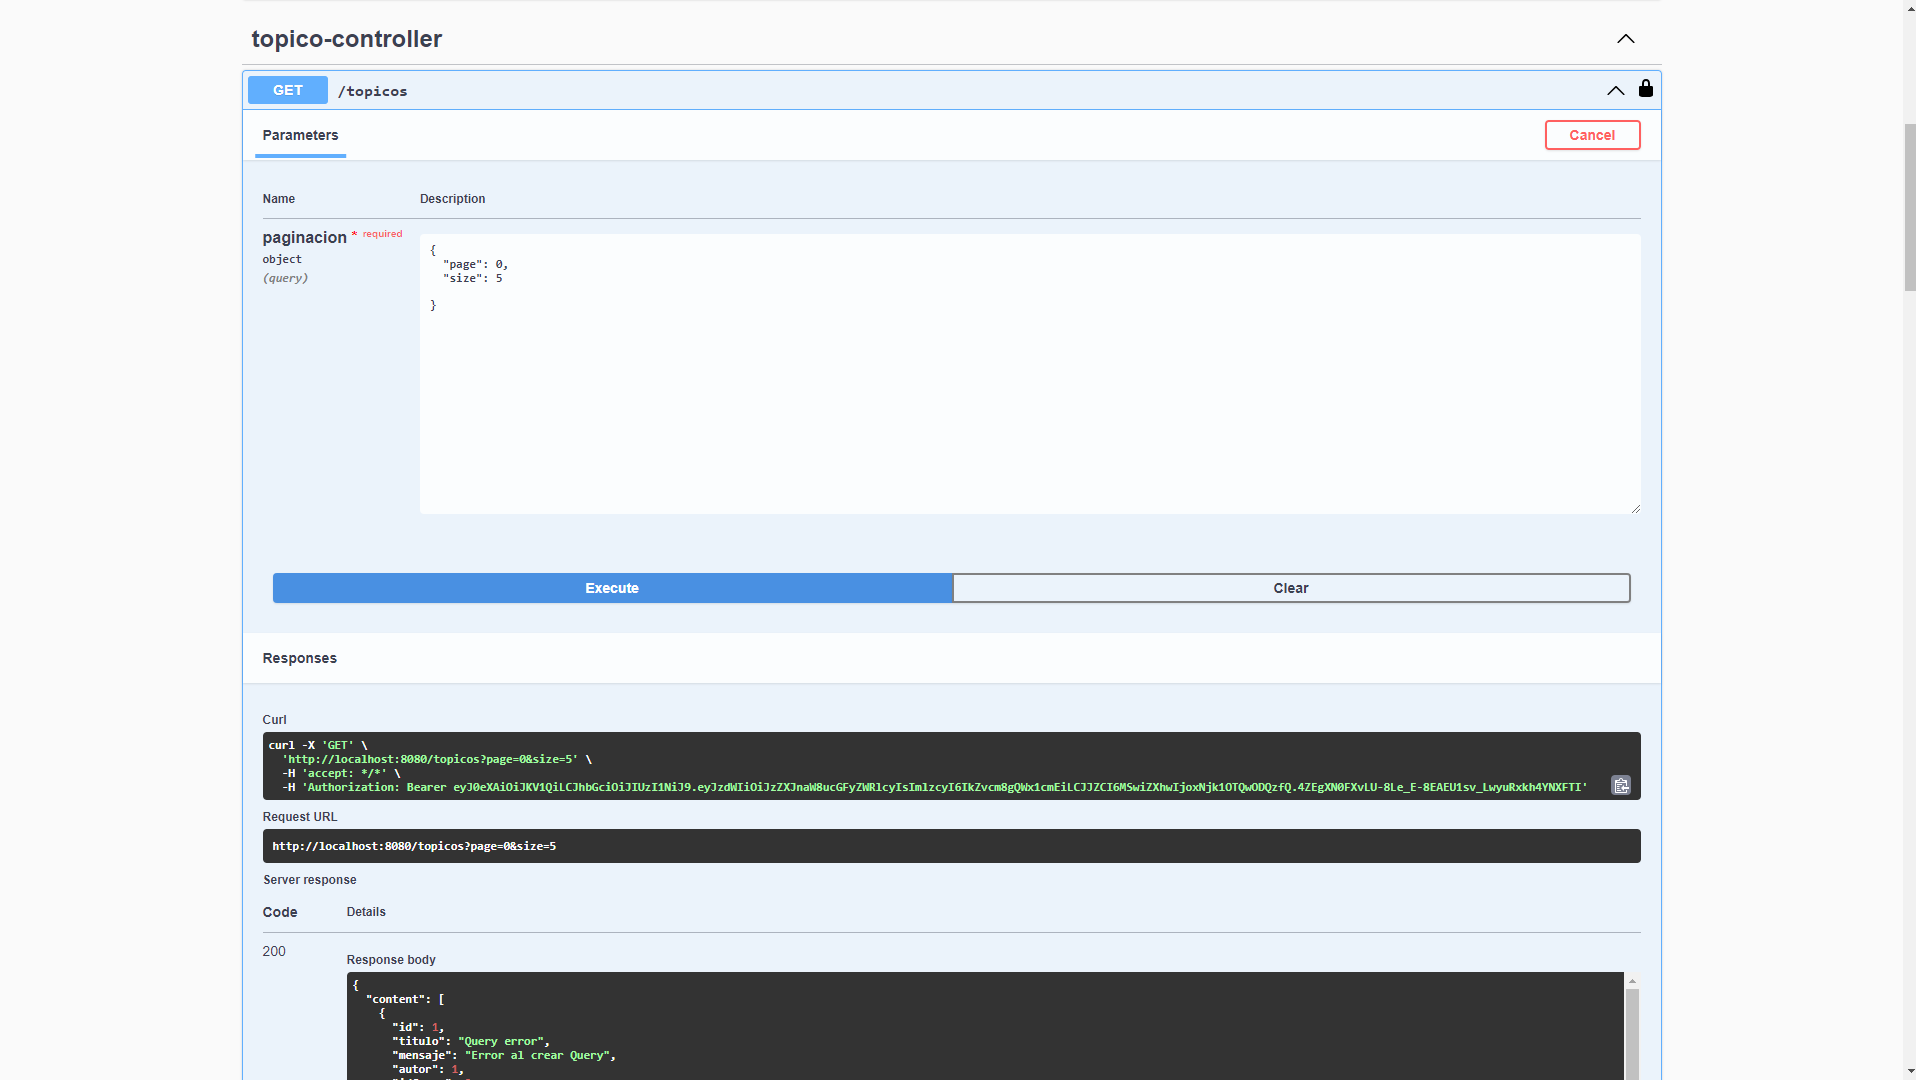 topico-controller
GET /topicos
Parameters
Cancel
Name Description
paginacion * required
object
(query)
{
"page": 0,
"size": 5
}
Execute
Clear
Responses
Curl
curl -X 'GET' \
'http://localhost:8080/topicos?page=0&size=5' \
-H 'accept: */*' \
-H 'Authorization: Bearer eyJ0eXAiOiJKV1QiLCJhbGciOiJIUzI1NiJ9.eyJzdWIiOiJzZXJnaW8ucGFyZWRlcyIsImlzcyI6IkZvcm8gQWx1cmEiLCJJZCI6MSwiZXhwIjoxNjk1OTQwODQzfQ.4ZEgXN0FXvLU-8Le_E-8EAEU1sv_LwyuRxkh4YNXFTI'
Request URL
http://localhost:8080/topicos?page=0&size=5
Server response
Code Details
200
Response body
{
"content": [
{
"id": 1,
"titulo": "Query error",
"mensaje": "Error al crear Query",
"autor": 1,